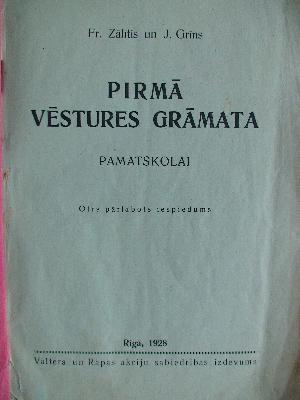 Fr. Zālītis un J. Grīns
PIRMĀ
VĒSTURES GRĀMATA
PAMATSKOLAI
Otrs pārlabots iespiedums
Rīgā, 1928
Valtera un Rapas akciju sabiedrības izdevums